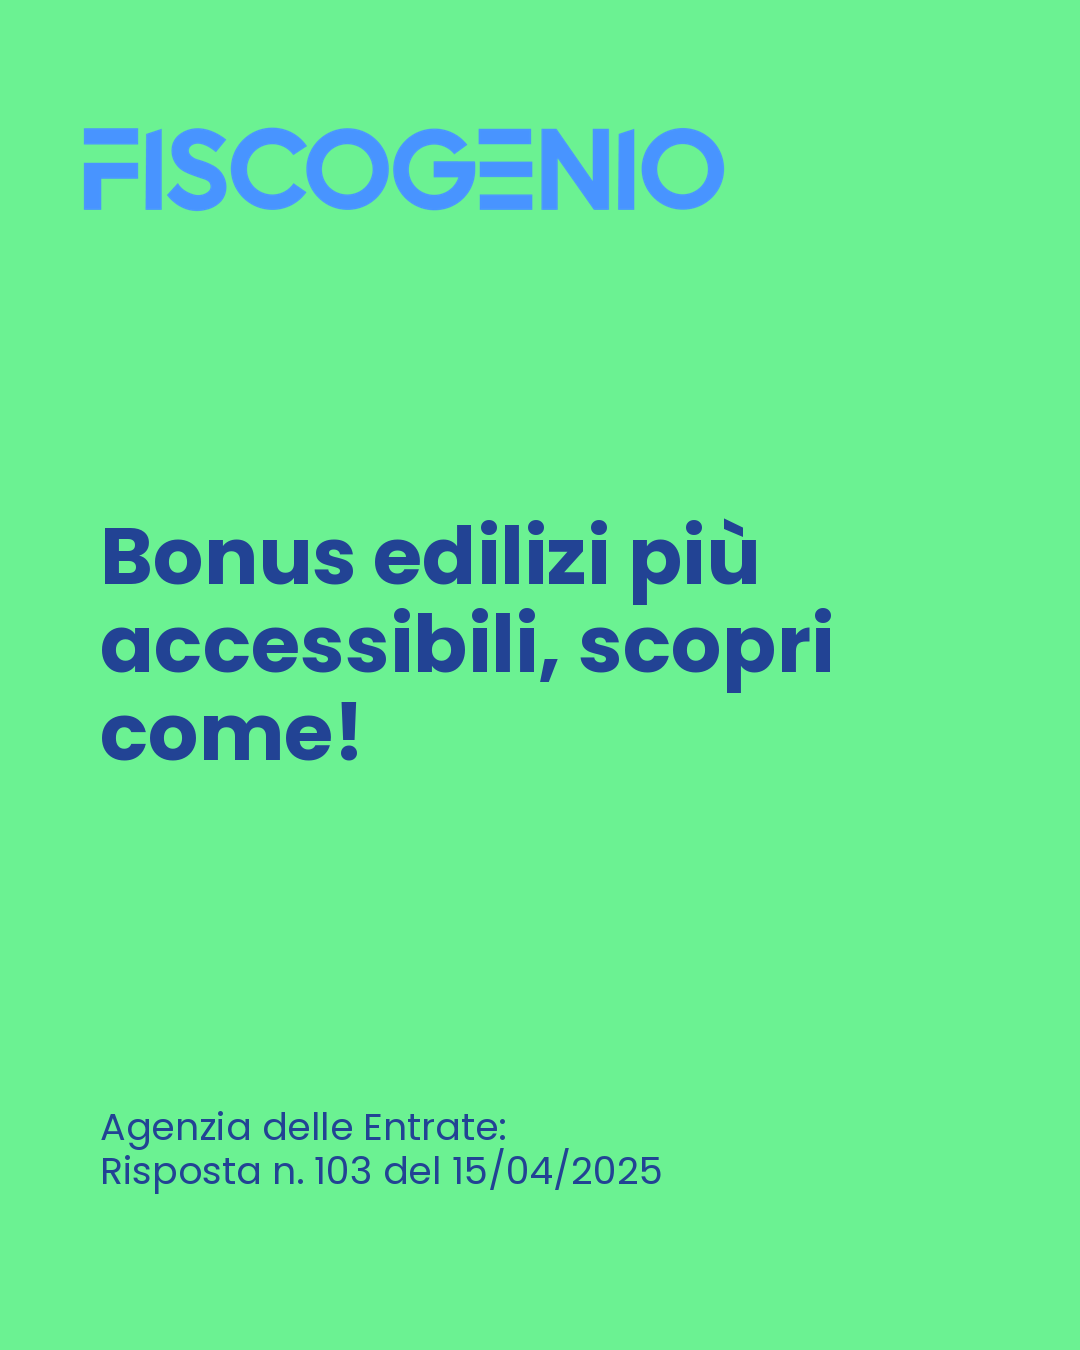 FISCOGENIO
Bonus edilizi più
accessibili, scopri
come!
Agenzia delle Entrate:
Risposta n. 103 del 15/04/2025